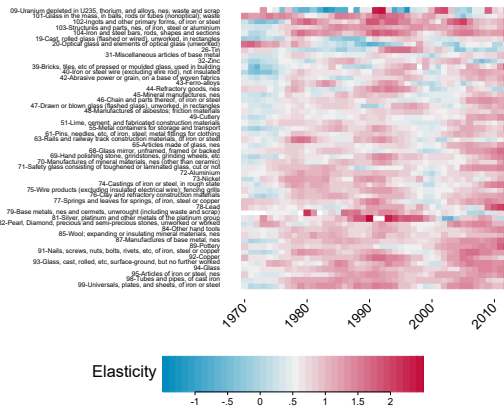 09-Uranium depleted in U235, thorium, and alloys, nes; waste and scrap
101-Glass in the mass, in balls, rods or tubes (nonoptical); waste
102-Ingots and other primary forms, of iron or steel
103-Structures and parts, nes, of iron, steel or aluminium
104-Iron and steel bars, rods, shapes and sections
19-Cast, rolled glass (flashed or wired), unworked, in rectangles
20-Optical glass and elements of optical glass (unworked)
26-Tin
31-Miscellaneous articles of base metal
32-Zinc
39-Bricks, tiles, etc of pressed or moulded glass, used in building
40-Iron or steel wire (excluding wire rod), not insulated
42-Abrasive power or grain, on a base of woven fabrics
43-Ferro-alloys
44-Refractory goods, nes
45-Mineral manufactures, nes
46-Chain and parts thereof, of iron or steel
47-Drawn or blown glass (flashed glass), unworked, in rectangles
48-Manufactures of asbestos; friction materials
49-Cutlery
51-Lime, cement, and fabricated construction materials
55-Metal containers for storage and transport
61-Pins, needles, etc, of iron, steel; metal fittings for clothing
63-Rails and railway track construction materials, of iron or steel
65-Articles made of glass, nes
68-Glass mirror, unframed, framed or backed
69-Hand polishing stone, grindstones, grinding wheels, etc
70-Manufactures of mineral materials, nes (other than ceramic)
71-Safety glass consisting of toughened or laminated glass, cut or not
72-Aluminium
73-Nickel
74-Castings of iron or steel, in rough state
75-Wire products (excluding insulated electrical wire); fencing grills
76-Clay and refractory construction materials
77-Springs and leaves for springs, of iron, steel or copper
78-Lead
79-Base metals, nes and cermets, unwrought (including waste and scrap)
81-Silver, platinum and other metals of the platinum group
82-Pearl, Diamond, precious and semi-precious stones, unworked or worked
84-Other hand tools
85-Wool; expanding or insulating mineral materials, nes
87-Manufactures of base metal, nes
89-Pottery
91-Nails, screws, nuts, bolts, rivets, etc, of iron, steel or copper
92-Copper
93-Glass, cast, rolled, etc, surface-ground, but no further worked
94-Glass
95-Articles of iron or steel, nes
98-Tubes and pipes, of cast iron
99-Universals, plates, and sheets, of iron or steel
1970 1980 1990 2000 2010
Elasticity
-1 -.5 0 .5 1 1.5 2